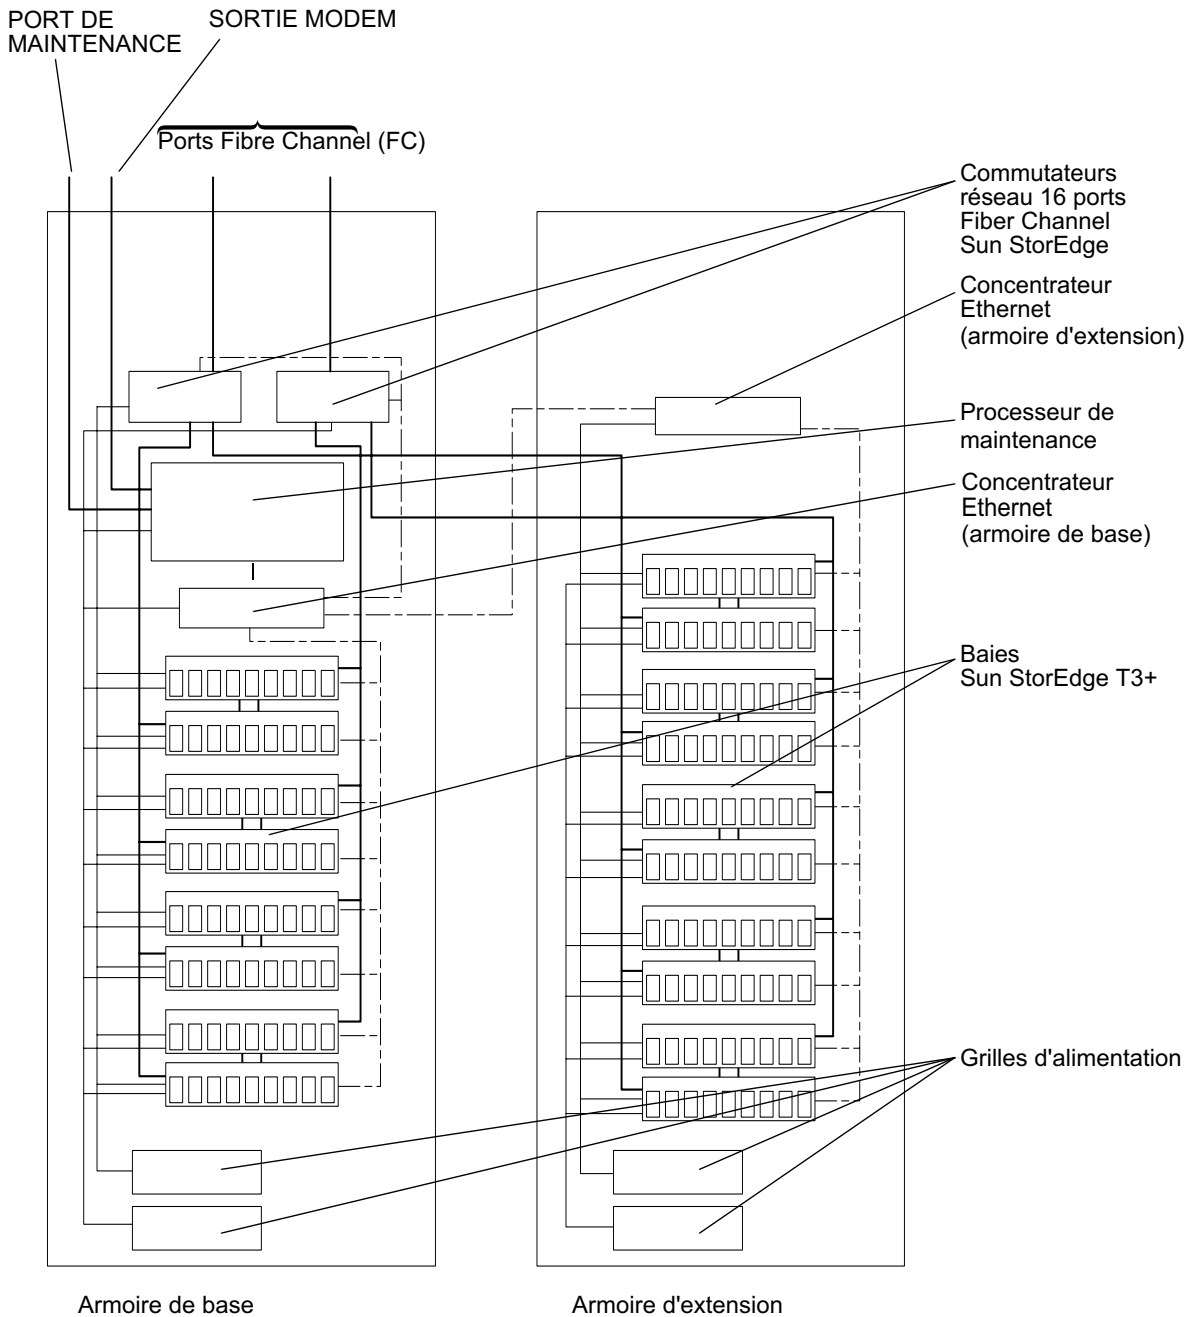 PORT DE
MAINTENANCE
SORTIE MODEM
Ports Fibre Channel (FC)
Commutateurs
réseau 16 ports
Fiber Channel
Sun StorEdge
Concentrateur
Ethernet
(armoire d'extension)
Processeur de
maintenance
Concentrateur
Ethernet
(armoire de base)
Baies
Sun StorEdge T3+
Grilles d'alimentation
Armoire de base
Armoire d'extension